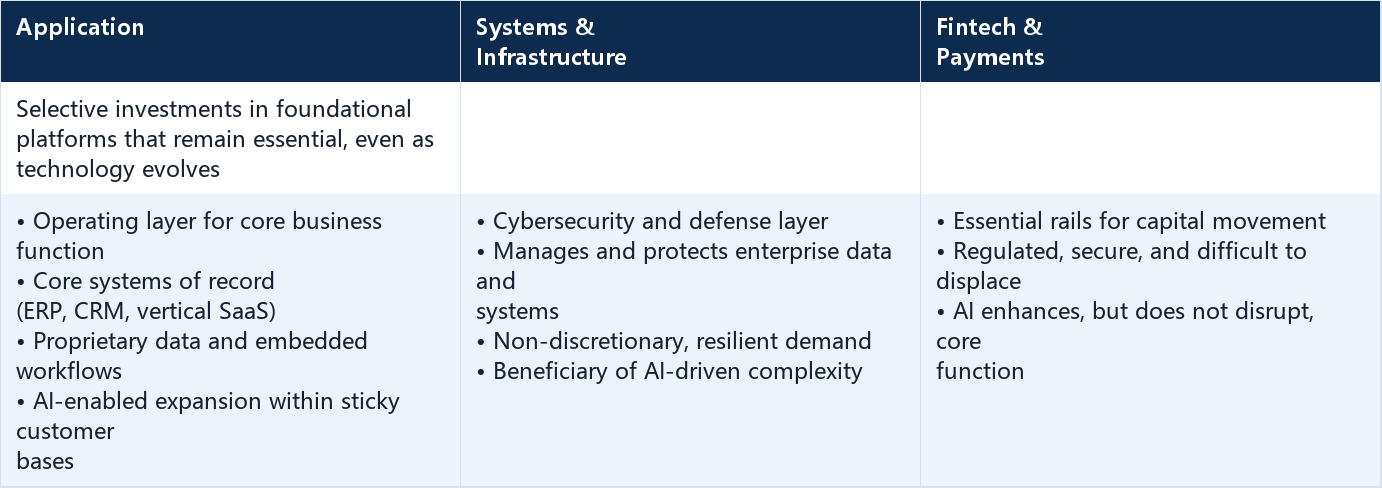 Application
Systems &
Infrastructure
Fintech &
Payments
Selective investments in foundational
platforms that remain essential, even as
technology evolves
• Operating layer for core business
function
• Core systems of record
(ERP, CRM, vertical SaaS)
• Proprietary data and embedded
workflows
• AI-enabled expansion within sticky
customer
bases
• Cybersecurity and defense layer
• Manages and protects enterprise data
and
systems
• Non-discretionary, resilient demand
• Beneficiary of AI-driven complexity
• Essential rails for capital movement
• Regulated, secure, and difficult to
displace
• AI enhances, but does not disrupt,
core
function